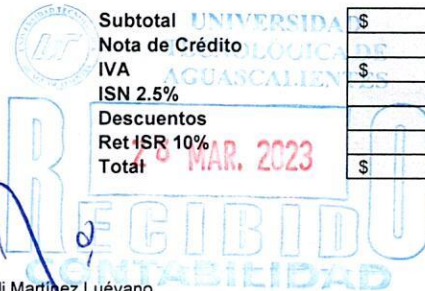 Subtotal $
Nota de Crédito
IVA $
ISN 2.5%
Descuentos
Ret ISR 10%
Total $
UNIVERSIDAD
TECNOLÓGICA DE
AGUASCALIENTES
28 MAR. 2023
RECIBIDO
CONTABILIDAD
Martínez Luévano